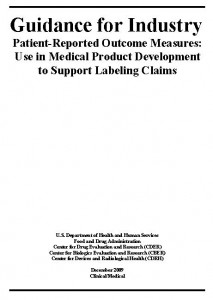 Guidance for Industry
Patient-Reported Outcome Measures:
Use in Medical Product Development
to Support Labeling Claims
U.S. Department of Health and Human Services
Food and Drug Administration
Center for Drug Evaluation and Research (CDER)
Center for Biologics Evaluation and Research (CBER)
Center for Devices and Radiological Health (CDRH)
December 2009
Clinical/Medical